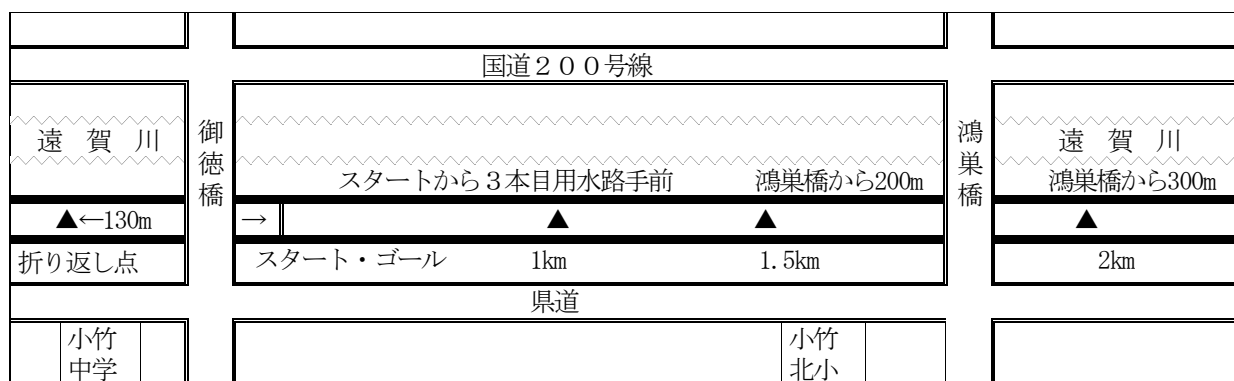 国道２００号線
遠 賀 川
御徳橋
鴻巣橋
遠 賀 川
スタートから３本目用水路手前
鴻巣橋から200m
鴻巣橋から300m
▲←130m
→
▲
▲
▲
折り返し点
スタート・ゴール
1km
1.5km
2km
県道
小竹
中学
小竹
北小